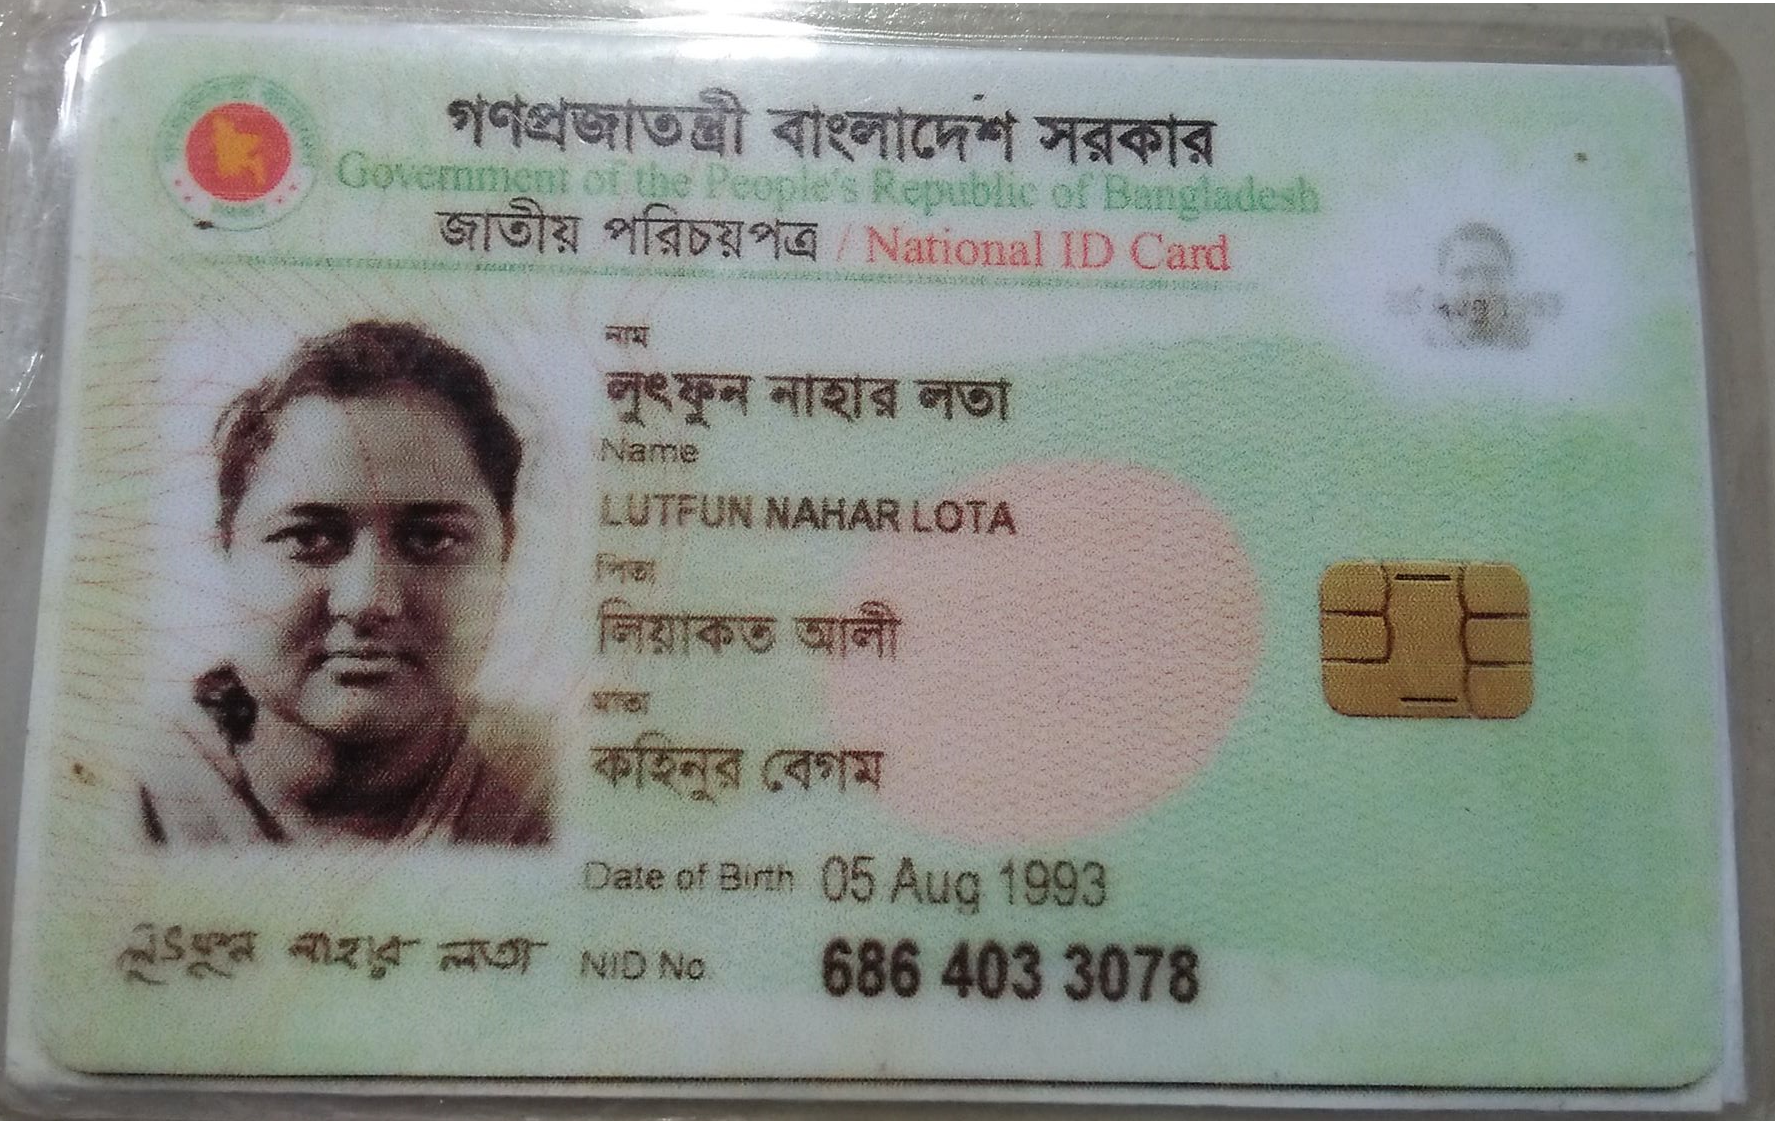 গণপ্রজাতন্ত্রী বাংলাদেশ সরকার
Government of the People's Republic of Bangladesh
জাতীয় পরিচয়পত্র / National ID Card
নাম
লুৎফুন নাহার লতা
Name
LUTFUN NAHAR LOTA
পিতা
লিয়াকত আলী
মাতা
কহিনুর বেগম
Date of Birth 05 Aug 1993
লুৎফুন নাহার লতা
NID No 686 403 3078